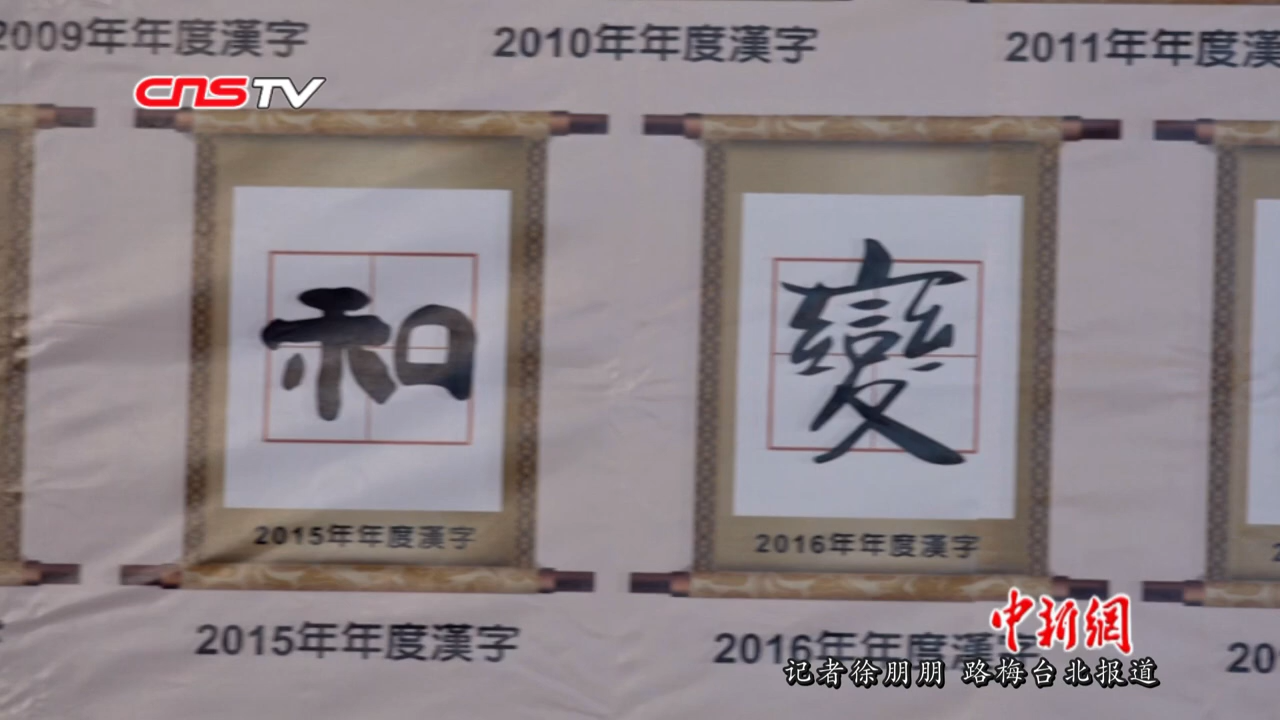 2009年年度漢字
2010年年度漢字
2011年年度漢
CNSTV
和
變
2015年年度漢字
2016年年度漢字
2015年年度漢字
2016年年度漢字
20
中新網
记者徐朋朋 路梅台北报道